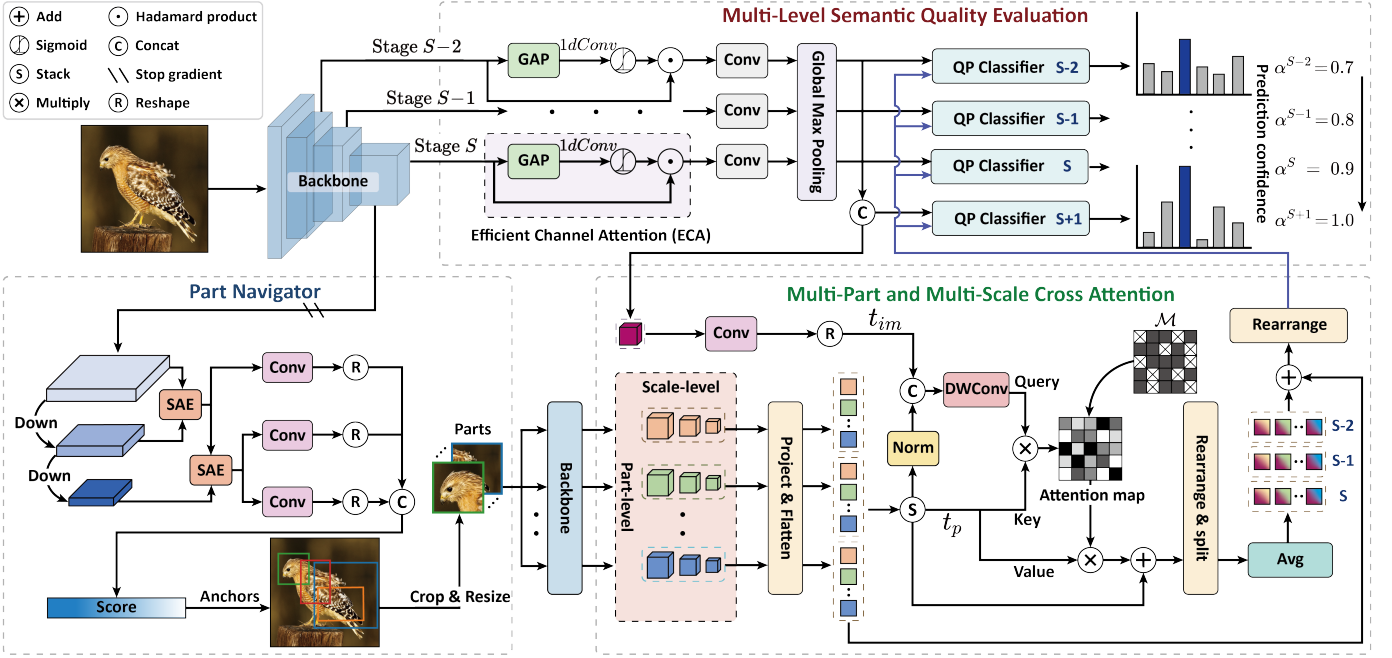 Add
Hadamard product
Sigmoid
C Concat
S Stack
Stop gradient
Multiply
R Reshape
Multi-Level Semantic Quality Evaluation
Stage S−2
GAP
1dConv
Conv
Global Max Pooling
QP Classifier S-2
Prediction confidence
α^{S−2} = 0.7
Stage S−1
Conv
QP Classifier S-1
α^{S−1} = 0.8
Stage S
GAP
1dConv
Conv
QP Classifier S
α^{S} = 0.9
Backbone
C
QP Classifier S+1
α^{S+1} = 1.0
Efficient Channel Attention (ECA)
Part Navigator
Down
Down
SAE
SAE
Conv
R
Conv
R
Conv
R
C
Score
Anchors
Crop & Resize
Parts
Multi-Part and Multi-Scale Cross Attention
Conv
R
t_{im}
Backbone
Scale-level
Part-level
Project & Flatten
C
DWConv
Query
Norm
S
t_p
Key
Value
Attention map
M
Rearrange & split
Avg
Rearrange
S-2
S-1
S